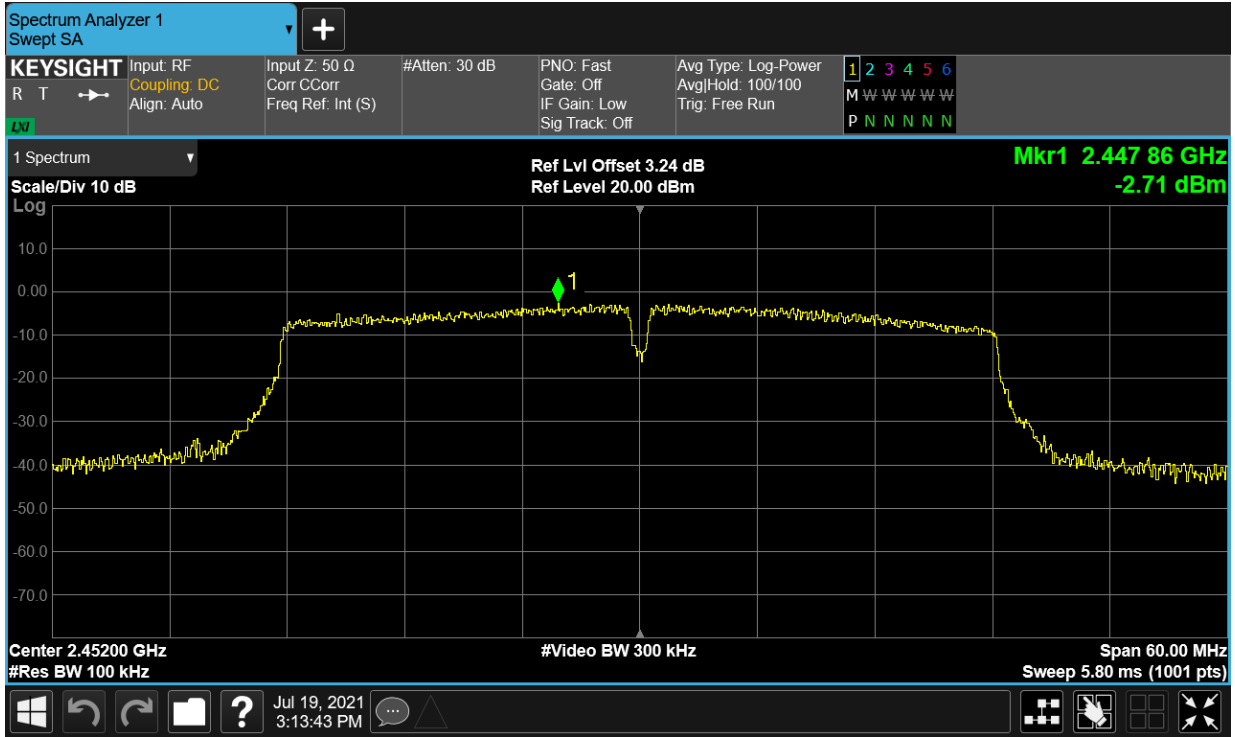 Spectrum Analyzer 1
Swept SA
KEYSIGHT
R T
LXI
Input: RF
Coupling: DC
Align: Auto
Input Z: 50 Ω
Corr CCorr
Freq Ref: Int (S)
#Atten: 30 dB
PNO: Fast
Gate: Off
IF Gain: Low
Sig Track: Off
Avg Type: Log-Power
Avg|Hold: 100/100
Trig: Free Run
1 2 3 4 5 6
M W W W W W
P N N N N N
1 Spectrum
Scale/Div 10 dB
Log
Ref Lvl Offset 3.24 dB
Ref Level 20.00 dBm
Mkr1 2.447 86 GHz
-2.71 dBm
10.0
0.00
-10.0
-20.0
-30.0
-40.0
-50.0
-60.0
-70.0
1
Center 2.45200 GHz
#Res BW 100 kHz
#Video BW 300 kHz
Span 60.00 MHz
Sweep 5.80 ms (1001 pts)
?
Jul 19, 2021
3:13:43 PM